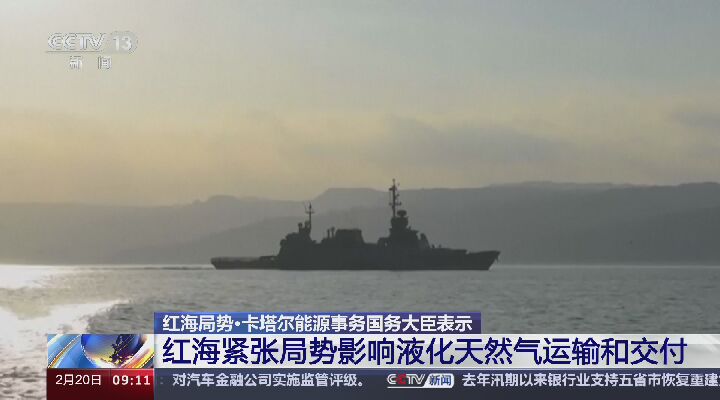 CCTV 13
新闻
红海局势·卡塔尔能源事务国务大臣表示
红海紧张局势影响液化天然气运输和交付
2月20日 09:11 对汽车金融公司实施监管评级。 CCTV 新闻 去年汛期以来银行业支持五省市恢复重建